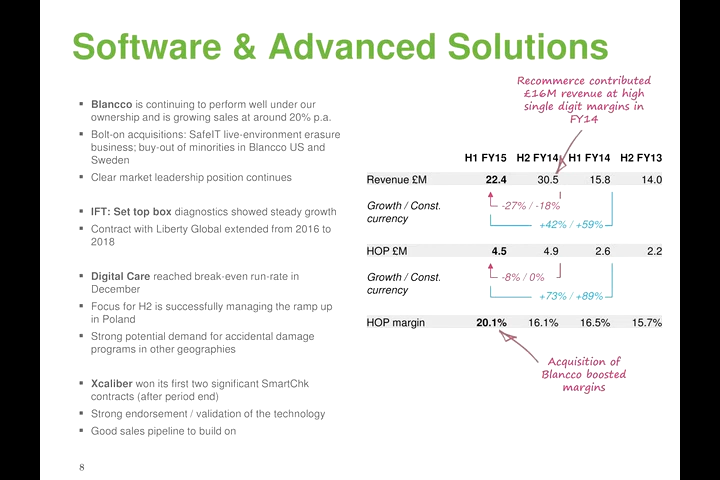 Software & Advanced Solutions
▪ Blancco is continuing to perform well under our
ownership and is growing sales at around 20% p.a.
▪ Bolt-on acquisitions: SafeIT live-environment erasure
business; buy-out of minorities in Blancco US and
Sweden
▪ Clear market leadership position continues
▪ IFT: Set top box diagnostics showed steady growth
▪ Contract with Liberty Global extended from 2016 to
2018
▪ Digital Care reached break-even run-rate in
December
▪ Focus for H2 is successfully managing the ramp up
in Poland
▪ Strong potential demand for accidental damage
programs in other geographies
▪ Xcaliber won its first two significant SmartChk
contracts (after period end)
▪ Strong endorsement / validation of the technology
▪ Good sales pipeline to build on
Recommerce contributed
£16M revenue at high
single digit margins in
FY14
H1 FY15 H2 FY14 H1 FY14 H2 FY13
Revenue £M 22.4 30.5 15.8 14.0
Growth / Const.
currency
-27% / -18%
+42% / +59%
HOP £M 4.5 4.9 2.6 2.2
Growth / Const.
currency
-8% / 0%
+73% / +89%
HOP margin 20.1% 16.1% 16.5% 15.7%
Acquisition of
Blancco boosted
margins
8